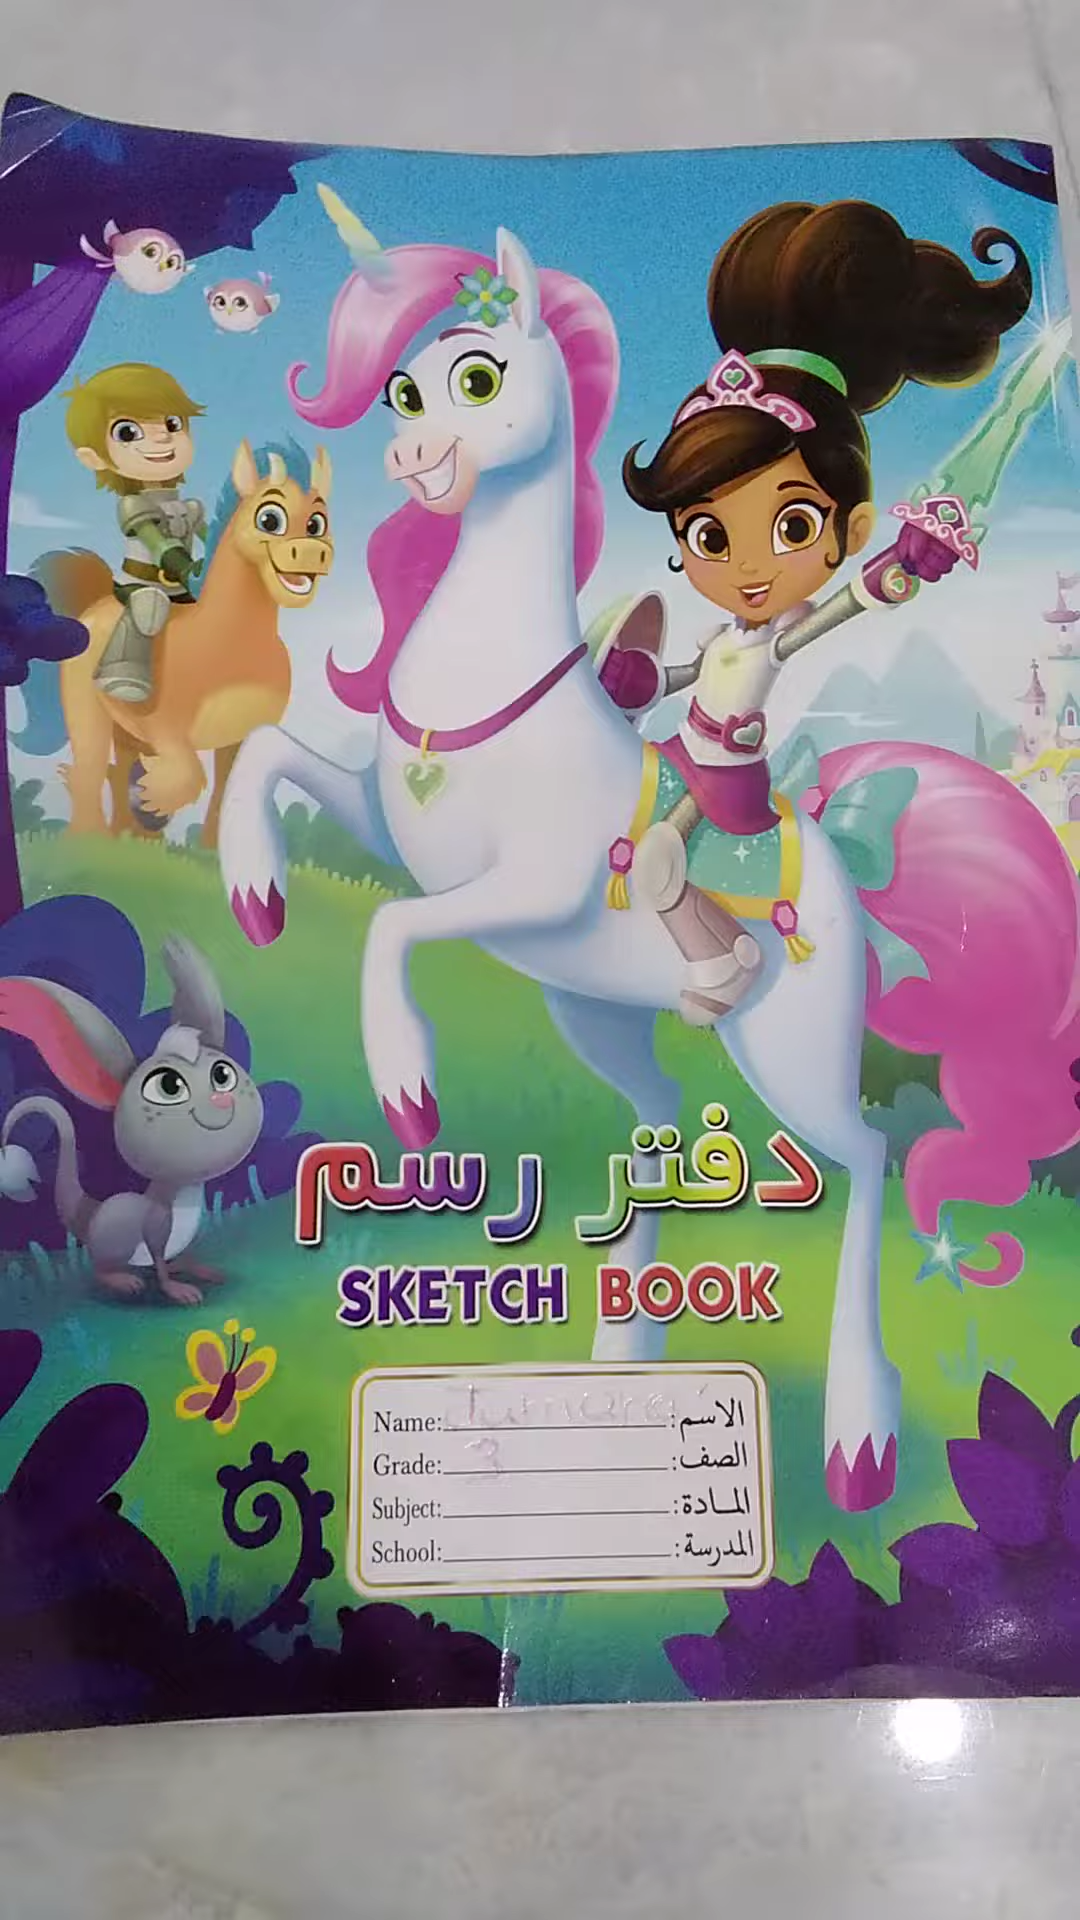 دفتر رسم
SKETCH BOOK
Name: الاسم:
Grade: 3 الصف:
Subject: المادة:
School: المدرسة: